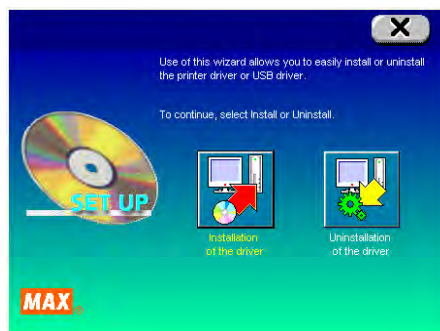 Use of this wizard allows you to easily install or uninstall
the printer driver or USB driver.
To continue, select Install or Uninstall.
SET UP
Installation
of the driver
Uninstallation
of the driver
MAX